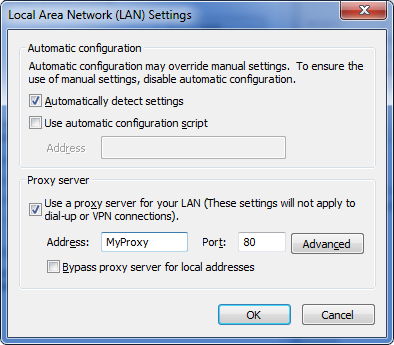 Local Area Network (LAN) Settings
Automatic configuration
Automatic configuration may override manual settings. To ensure the
use of manual settings, disable automatic configuration.
Automatically detect settings
Use automatic configuration script
Address
Proxy server
Use a proxy server for your LAN (These settings will not apply to
dial-up or VPN connections).
Address: MyProxy Port: 80 Advanced
Bypass proxy server for local addresses
OK Cancel